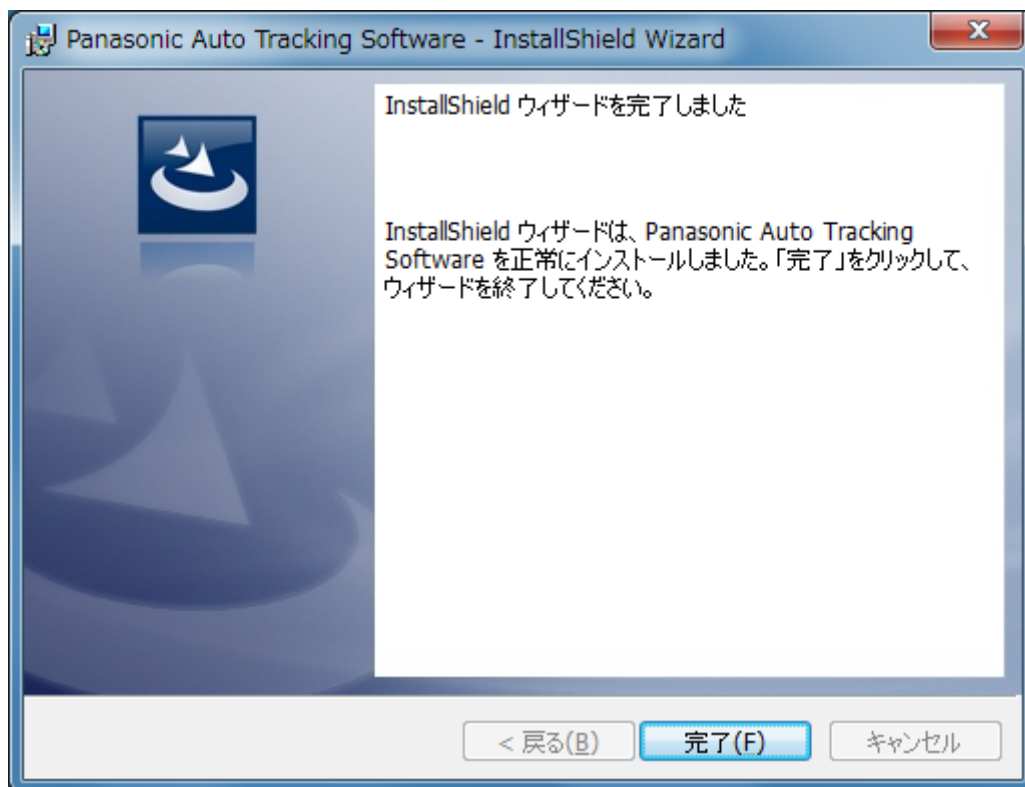 Panasonic Auto Tracking Software - InstallShield Wizard
InstallShield ウィザードを完了しました
InstallShield ウィザードは、Panasonic Auto Tracking
Software を正常にインストールしました。「完了」をクリックして、
ウィザードを終了してください。
< 戻る(B)
完了(F)
キャンセル